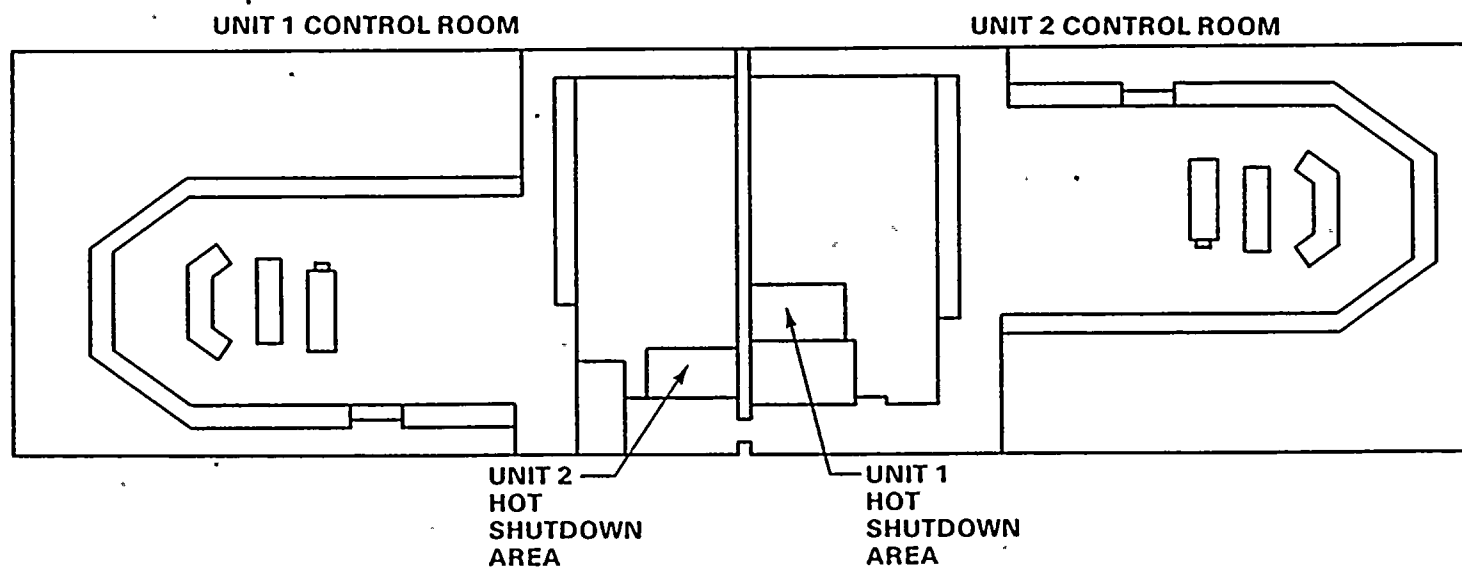 UNIT 1 CONTROL ROOM
UNIT 2 CONTROL ROOM
UNIT 2
HOT
SHUTDOWN
AREA
UNIT 1
HOT
SHUTDOWN
AREA